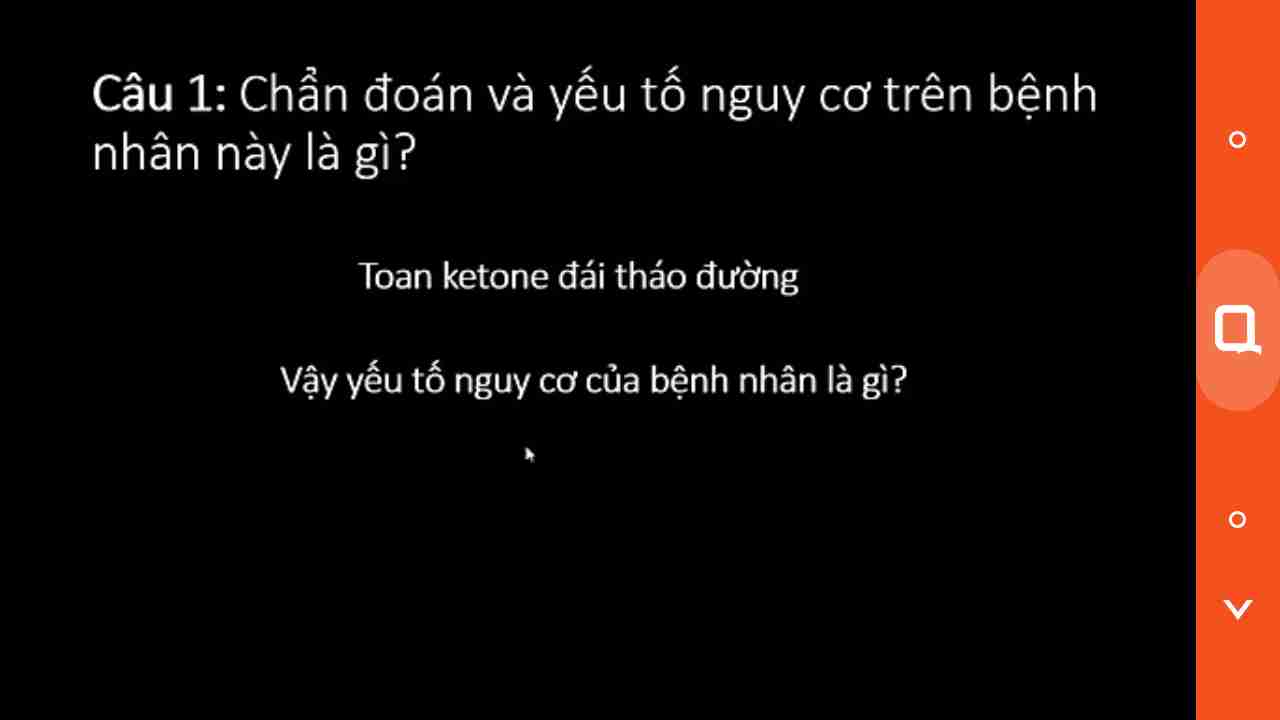 Câu 1: Chẩn đoán và yếu tố nguy cơ trên bệnh
nhân này là gì?
Toan ketone đái tháo đường
Vậy yếu tố nguy cơ của bệnh nhân là gì?